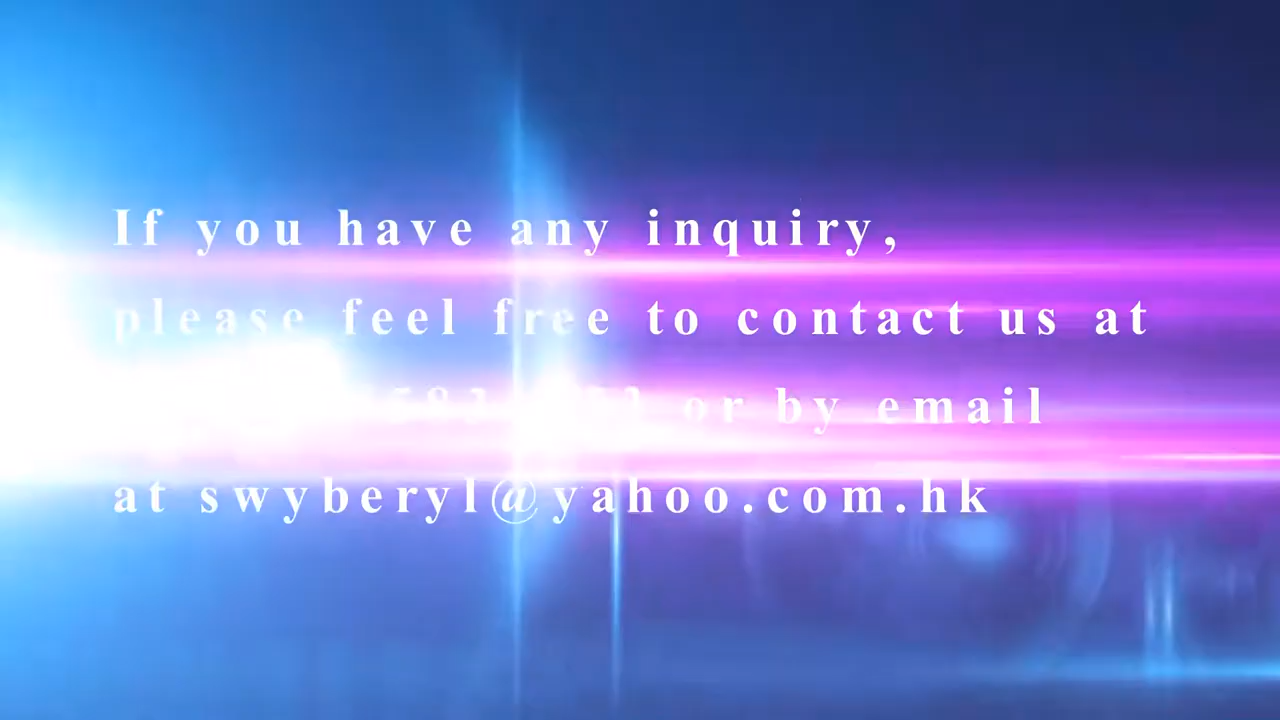 If you have any inquiry,
please feel free to contact us at
or by email
at swyberyl@yahoo.com.hk